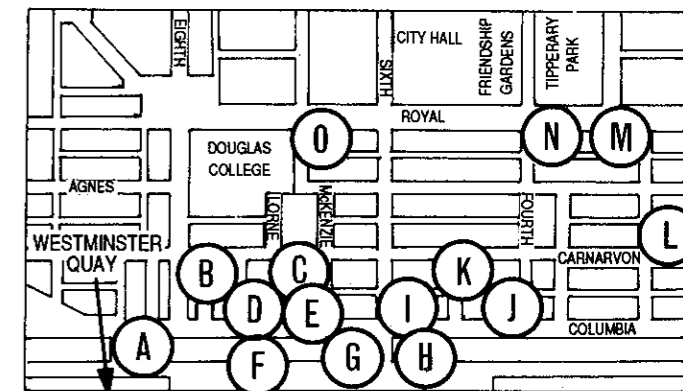 EIGHTH
CITY HALL
SIXTH
FRIENDSHIP
GARDENS
TIPPERARY
PARK
ROYAL
O
N
M
DOUGLAS
COLLEGE
AGNES
LORNE
McKENZIE
FOURTH
L
WESTMINSTER
QUAY
B
C
K
CARNARVON
D
E
I
J
COLUMBIA
A
F
G
H